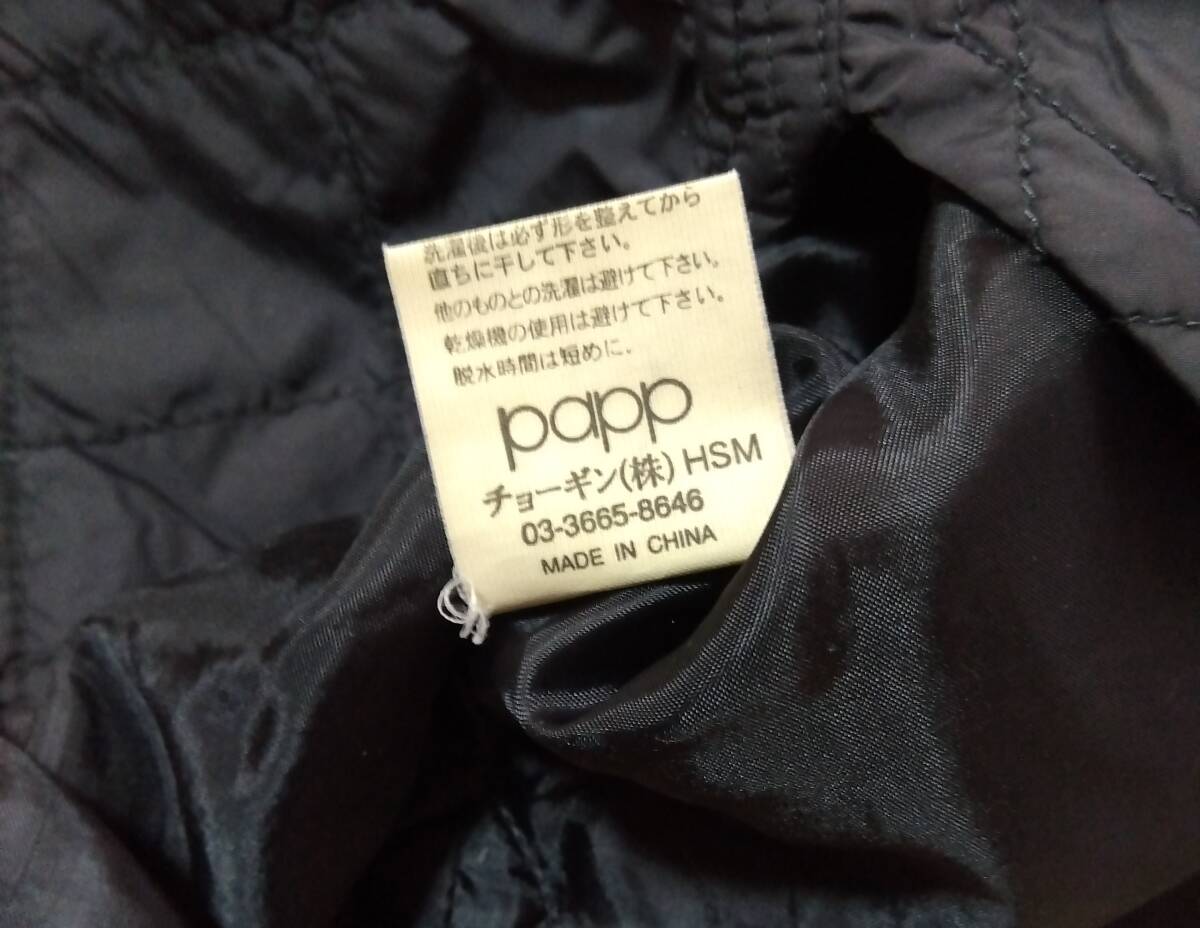 洗濯後は必ず形を整えてから
直ちに干して下さい。
他のものとの洗濯は避けて下さい。
乾燥機の使用は避けて下さい。
脱水時間は短めに．
papp
チョーギン(株) HSM
03-3665-8646
MADE IN CHINA